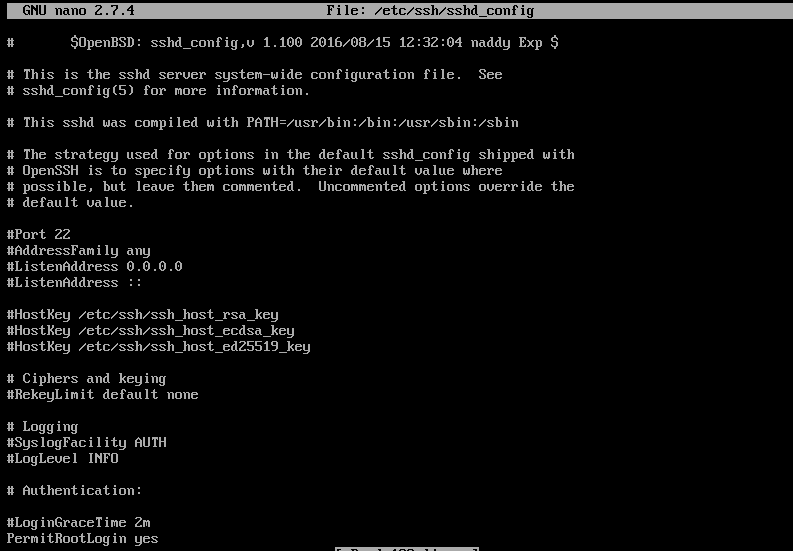 GNU nano 2.7.4 File: /etc/ssh/sshd_config
# $OpenBSD: sshd_config,v 1.100 2016/08/15 12:32:04 naddy Exp $
# This is the sshd server system-wide configuration file. See
# sshd_config(5) for more information.
# This sshd was compiled with PATH=/usr/bin:/bin:/usr/sbin:/sbin
# The strategy used for options in the default sshd_config shipped with
# OpenSSH is to specify options with their default value where
# possible, but leave them commented. Uncommented options override the
# default value.
#Port 22
#AddressFamily any
#ListenAddress 0.0.0.0
#ListenAddress ::
#HostKey /etc/ssh/ssh_host_rsa_key
#HostKey /etc/ssh/ssh_host_ecdsa_key
#HostKey /etc/ssh/ssh_host_ed25519_key
# Ciphers and keying
#RekeyLimit default none
# Logging
#SyslogFacility AUTH
#LogLevel INFO
# Authentication:
#LoginGraceTime 2m
PermitRootLogin yes